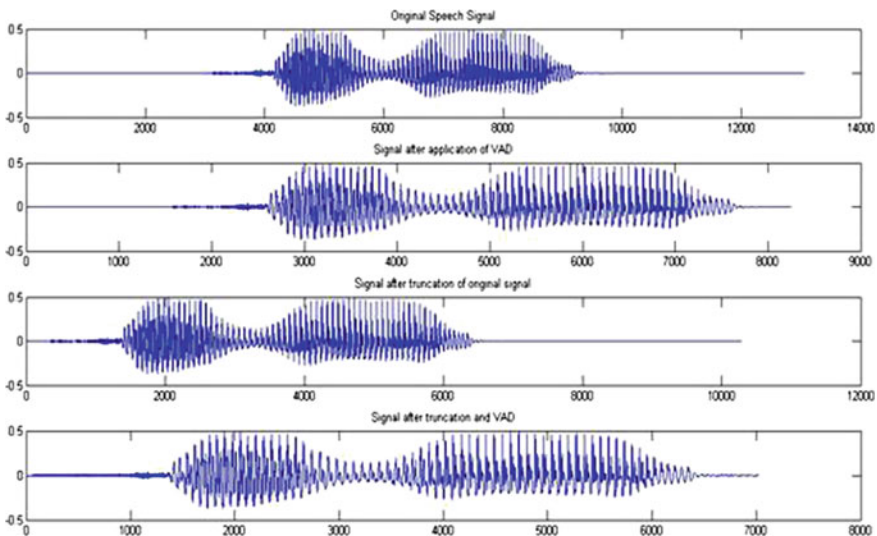 Original Speech Signal
0.5
0
-0.5
0 2000 4000 6000 8000 10000 12000 14000
Signal after application of VAD
0.5
0
-0.5
0 1000 2000 3000 4000 5000 6000 7000 8000 9000
Signal after truncation of original signal
0.5
0
-0.5
0 2000 4000 6000 8000 10000 12000
Signal after truncation and VAD
0.5
0
-0.5
0 1000 2000 3000 4000 5000 6000 7000 8000